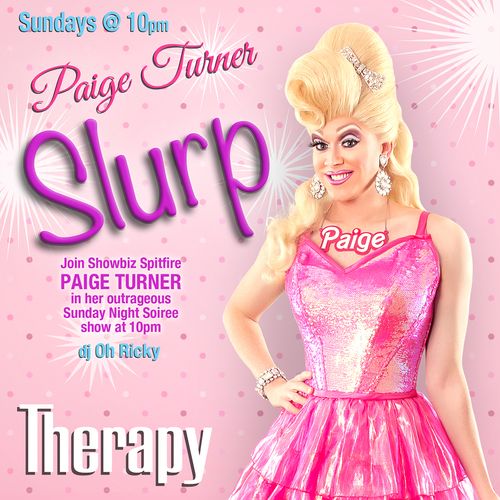 Sundays @ 10pm
Paige Turner
Slurp
Join Showbiz Spitfire
PAIGE TURNER
in her outrageous
Sunday Night Soiree
show at 10pm
dj Oh Ricky
Paige
Therapy